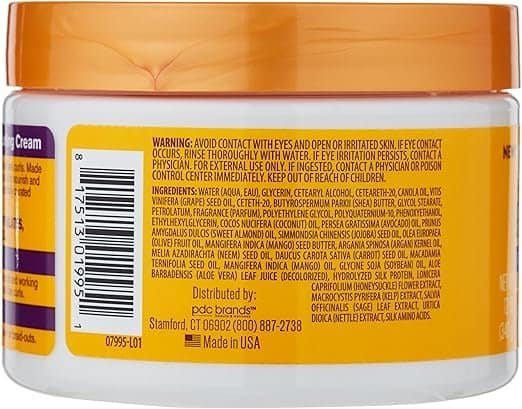 ning Cream
WARNING: AVOID CONTACT WITH EYES AND OPEN OR IRRITATED SKIN. IF EYE CONTACT
OCCURS, RINSE THOROUGHLY WITH WATER. IF EYE IRRITATION PERSISTS, CONTACT A
PHYSICIAN. FOR EXTERNAL USE ONLY. IF SWALLOWED, CONTACT A PHYSICIAN OR POISON
CONTROL CENTER IMMEDIATELY. KEEP OUT OF REACH OF CHILDREN.
INGREDIENTS: WATER (AQUA, EAU), GLYCERIN, CETEARYL ALCOHOL, CETEARETH-20, CANOLA OIL, VITIS
VINIFERA (GRAPE) SEED OIL, CETETH-20, BUTYROSPERMUM PARKII (SHEA) BUTTER, GLYCOL STEARATE,
PETROLATUM, FRAGRANCE (PARFUM), POLYETHYLENE GLYCOL, POLYQUATERNIUM-10, PHENOXYETHANOL,
ETHYLHEXYLGLYCERIN, COCOS NUCIFERA (COCONUT) OIL, PERSEA GRATISSIMA (AVOCADO) OIL, PRUNUS
AMYGDALUS DULCIS (SWEET ALMOND) OIL, SIMMONDSIA CHINENSIS (JOJOBA) SEED OIL, OLEA EUROPEA
(OLIVE) FRUIT OIL, MANGIFERA INDICA (MANGO) SEED BUTTER, ARGANIA SPINOSA (ARGAN) KERNEL OIL,
MELIA AZADIRACHTA (NEEM) SEED OIL, DAUCUS CAROTA SATIVA (CARROT) SEED OIL, MACADAMIA
TERNIFOLIA SEED OIL, MANGIFERA INDICA (MANGO) OIL, GLYCINE SOJA (SOYBEAN) OIL, ALOE
BARBADENSIS (ALOE VERA) LEAF JUICE (DECOLORIZED), HYDROLYZED SILK PROTEIN, LONICERA
CAPRIFOLIUM (HONEYSUCKLE) FLOWER EXTRACT,
MACROCYSTIS PYRIFERA (KELP) EXTRACT, SALVIA
OFFICINALIS (SAGE) LEAF EXTRACT, URTICA
DIOICA (NETTLE) EXTRACT, SILK AMINO ACIDS.
Distributed by:
pdc brands™
Stamford, CT 06902 (800) 887-2738
Made in USA
8 17513 01995 1
07995-L01